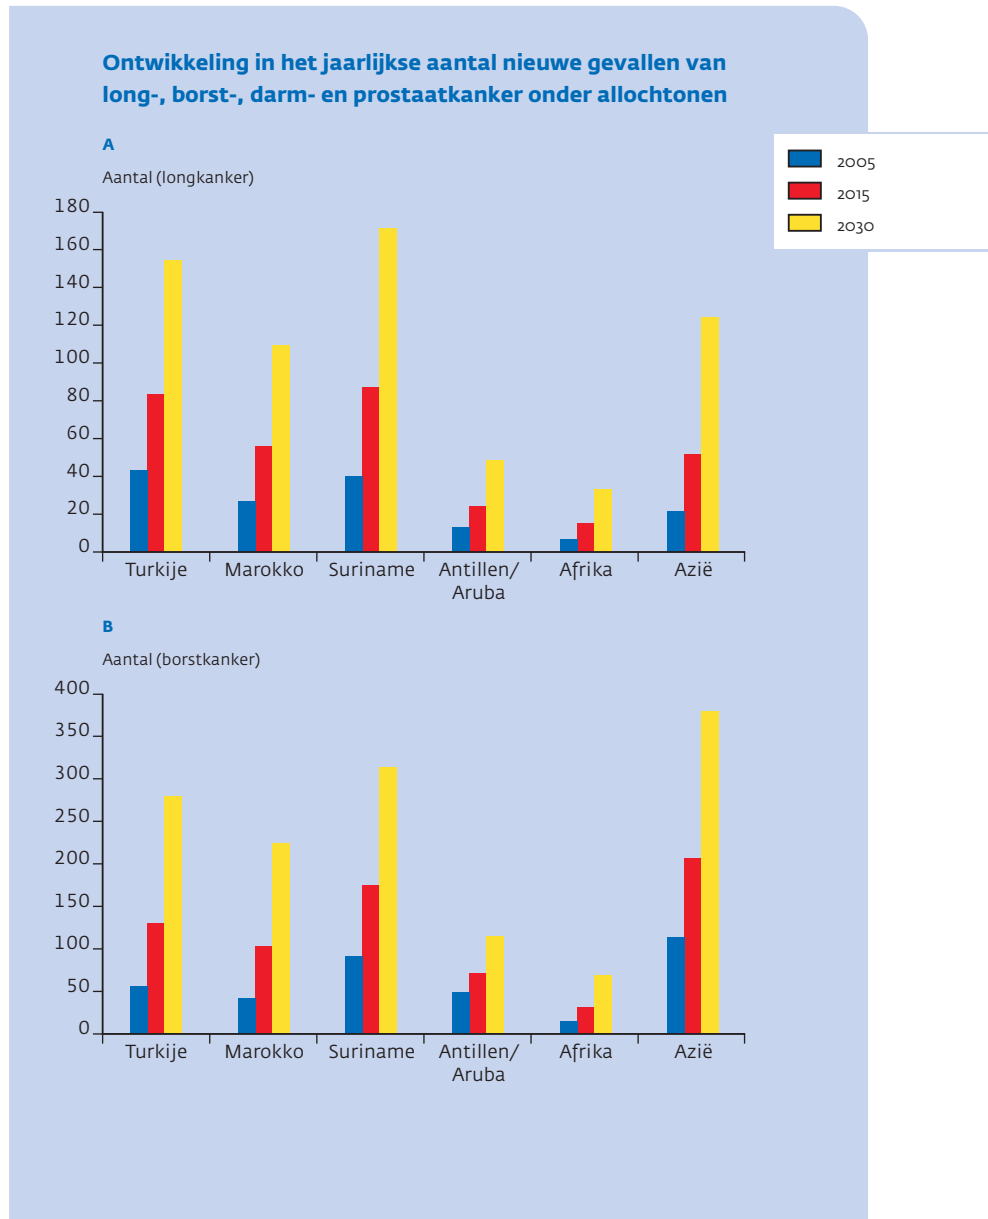 Ontwikkeling in het jaarlijkse aantal nieuwe gevallen van
long-, borst-, darm- en prostaatkanker onder allochtonen
A
Aantal (longkanker)
2005
2015
2030
180
160
140
120
100
80
60
40
20
0
Turkije Marokko Suriname Antillen/ Afrika Azië
Aruba
B
Aantal (borstkanker)
400
350
300
250
200
150
100
50
0
Turkije Marokko Suriname Antillen/ Afrika Azië
Aruba